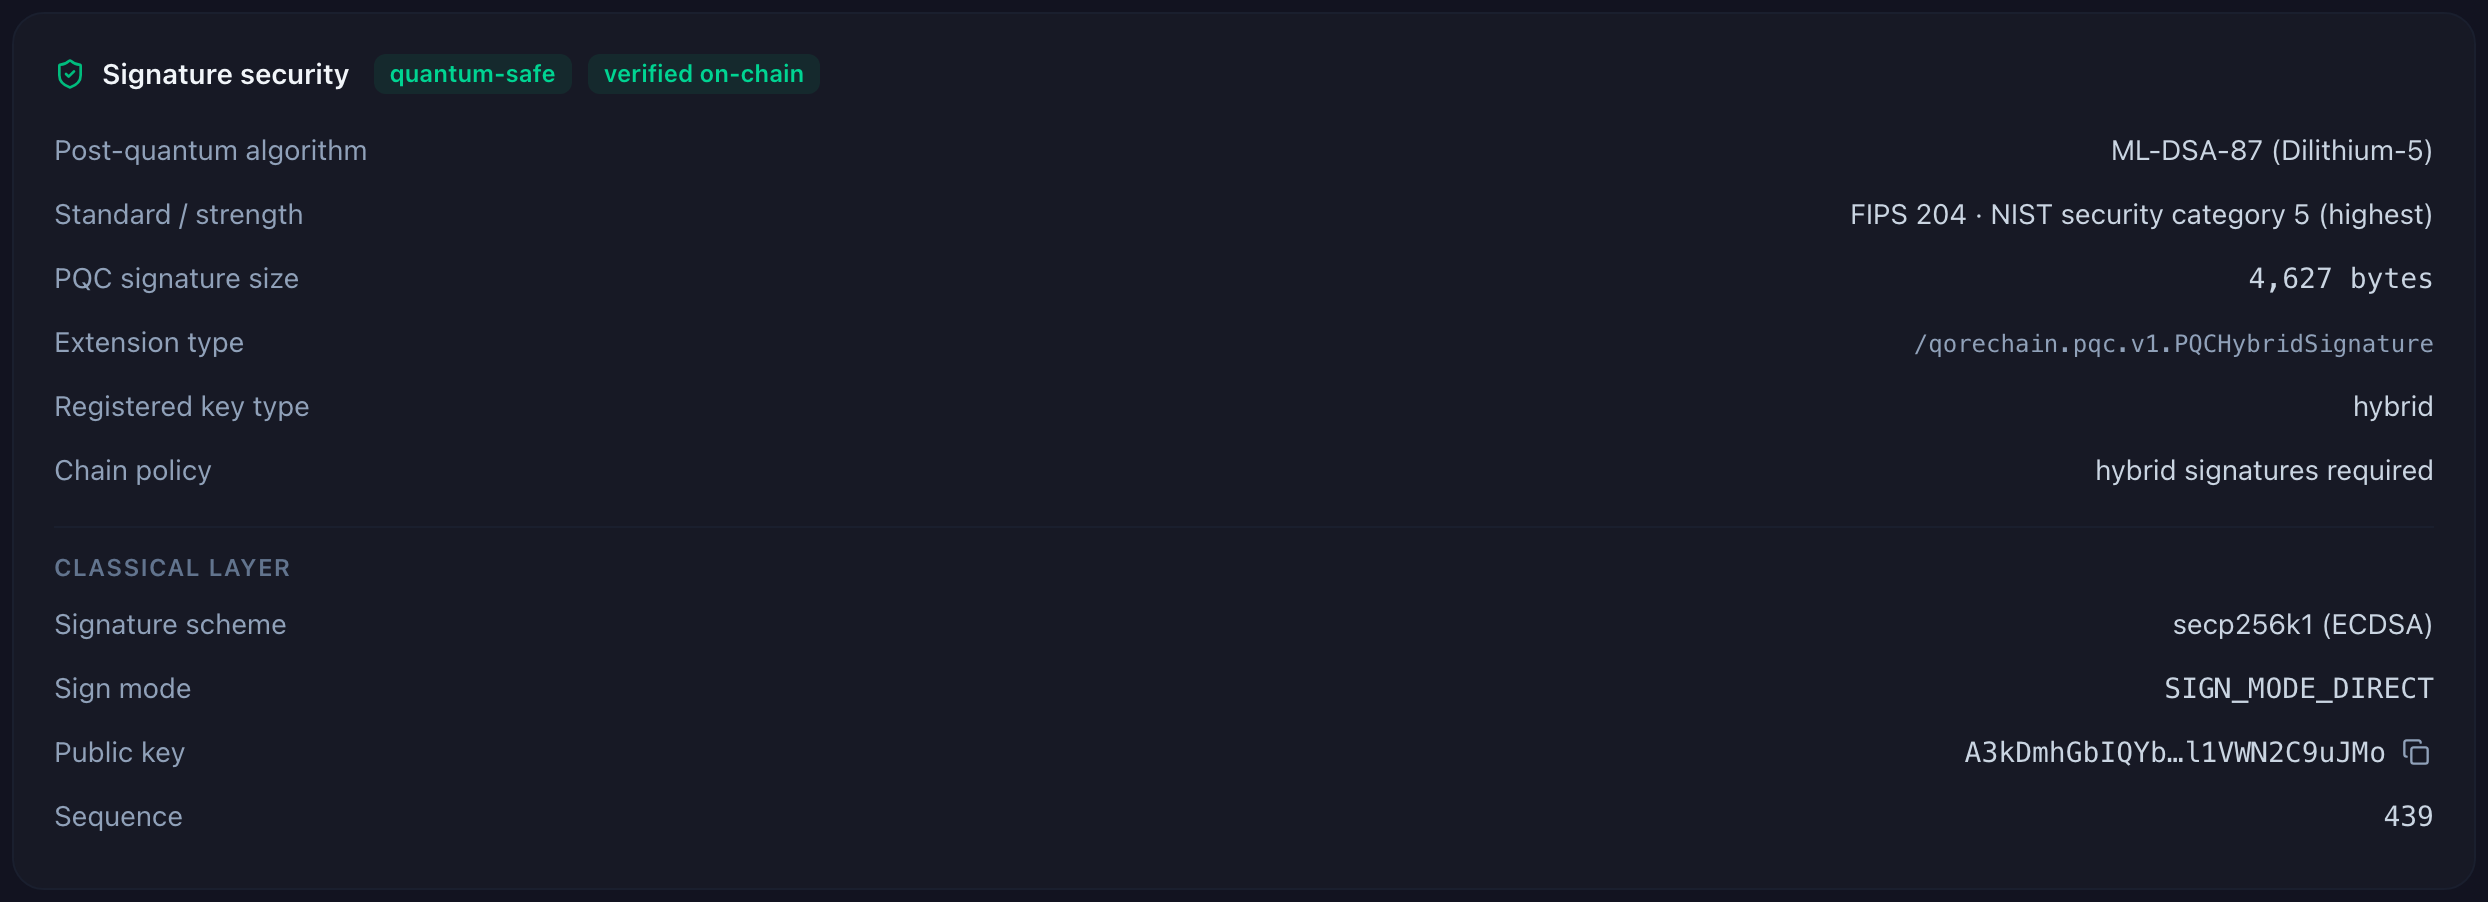 Signature security quantum-safe verified on-chain
Post-quantum algorithm ML-DSA-87 (Dilithium-5)
Standard / strength FIPS 204 · NIST security category 5 (highest)
PQC signature size 4,627 bytes
Extension type /qorechain.pqc.v1.PQCHybridSignature
Registered key type hybrid
Chain policy hybrid signatures required
CLASSICAL LAYER
Signature scheme secp256k1 (ECDSA)
Sign mode SIGN_MODE_DIRECT
Public key A3kDmhGbIQYb…l1VWN2C9uJMo
Sequence 439